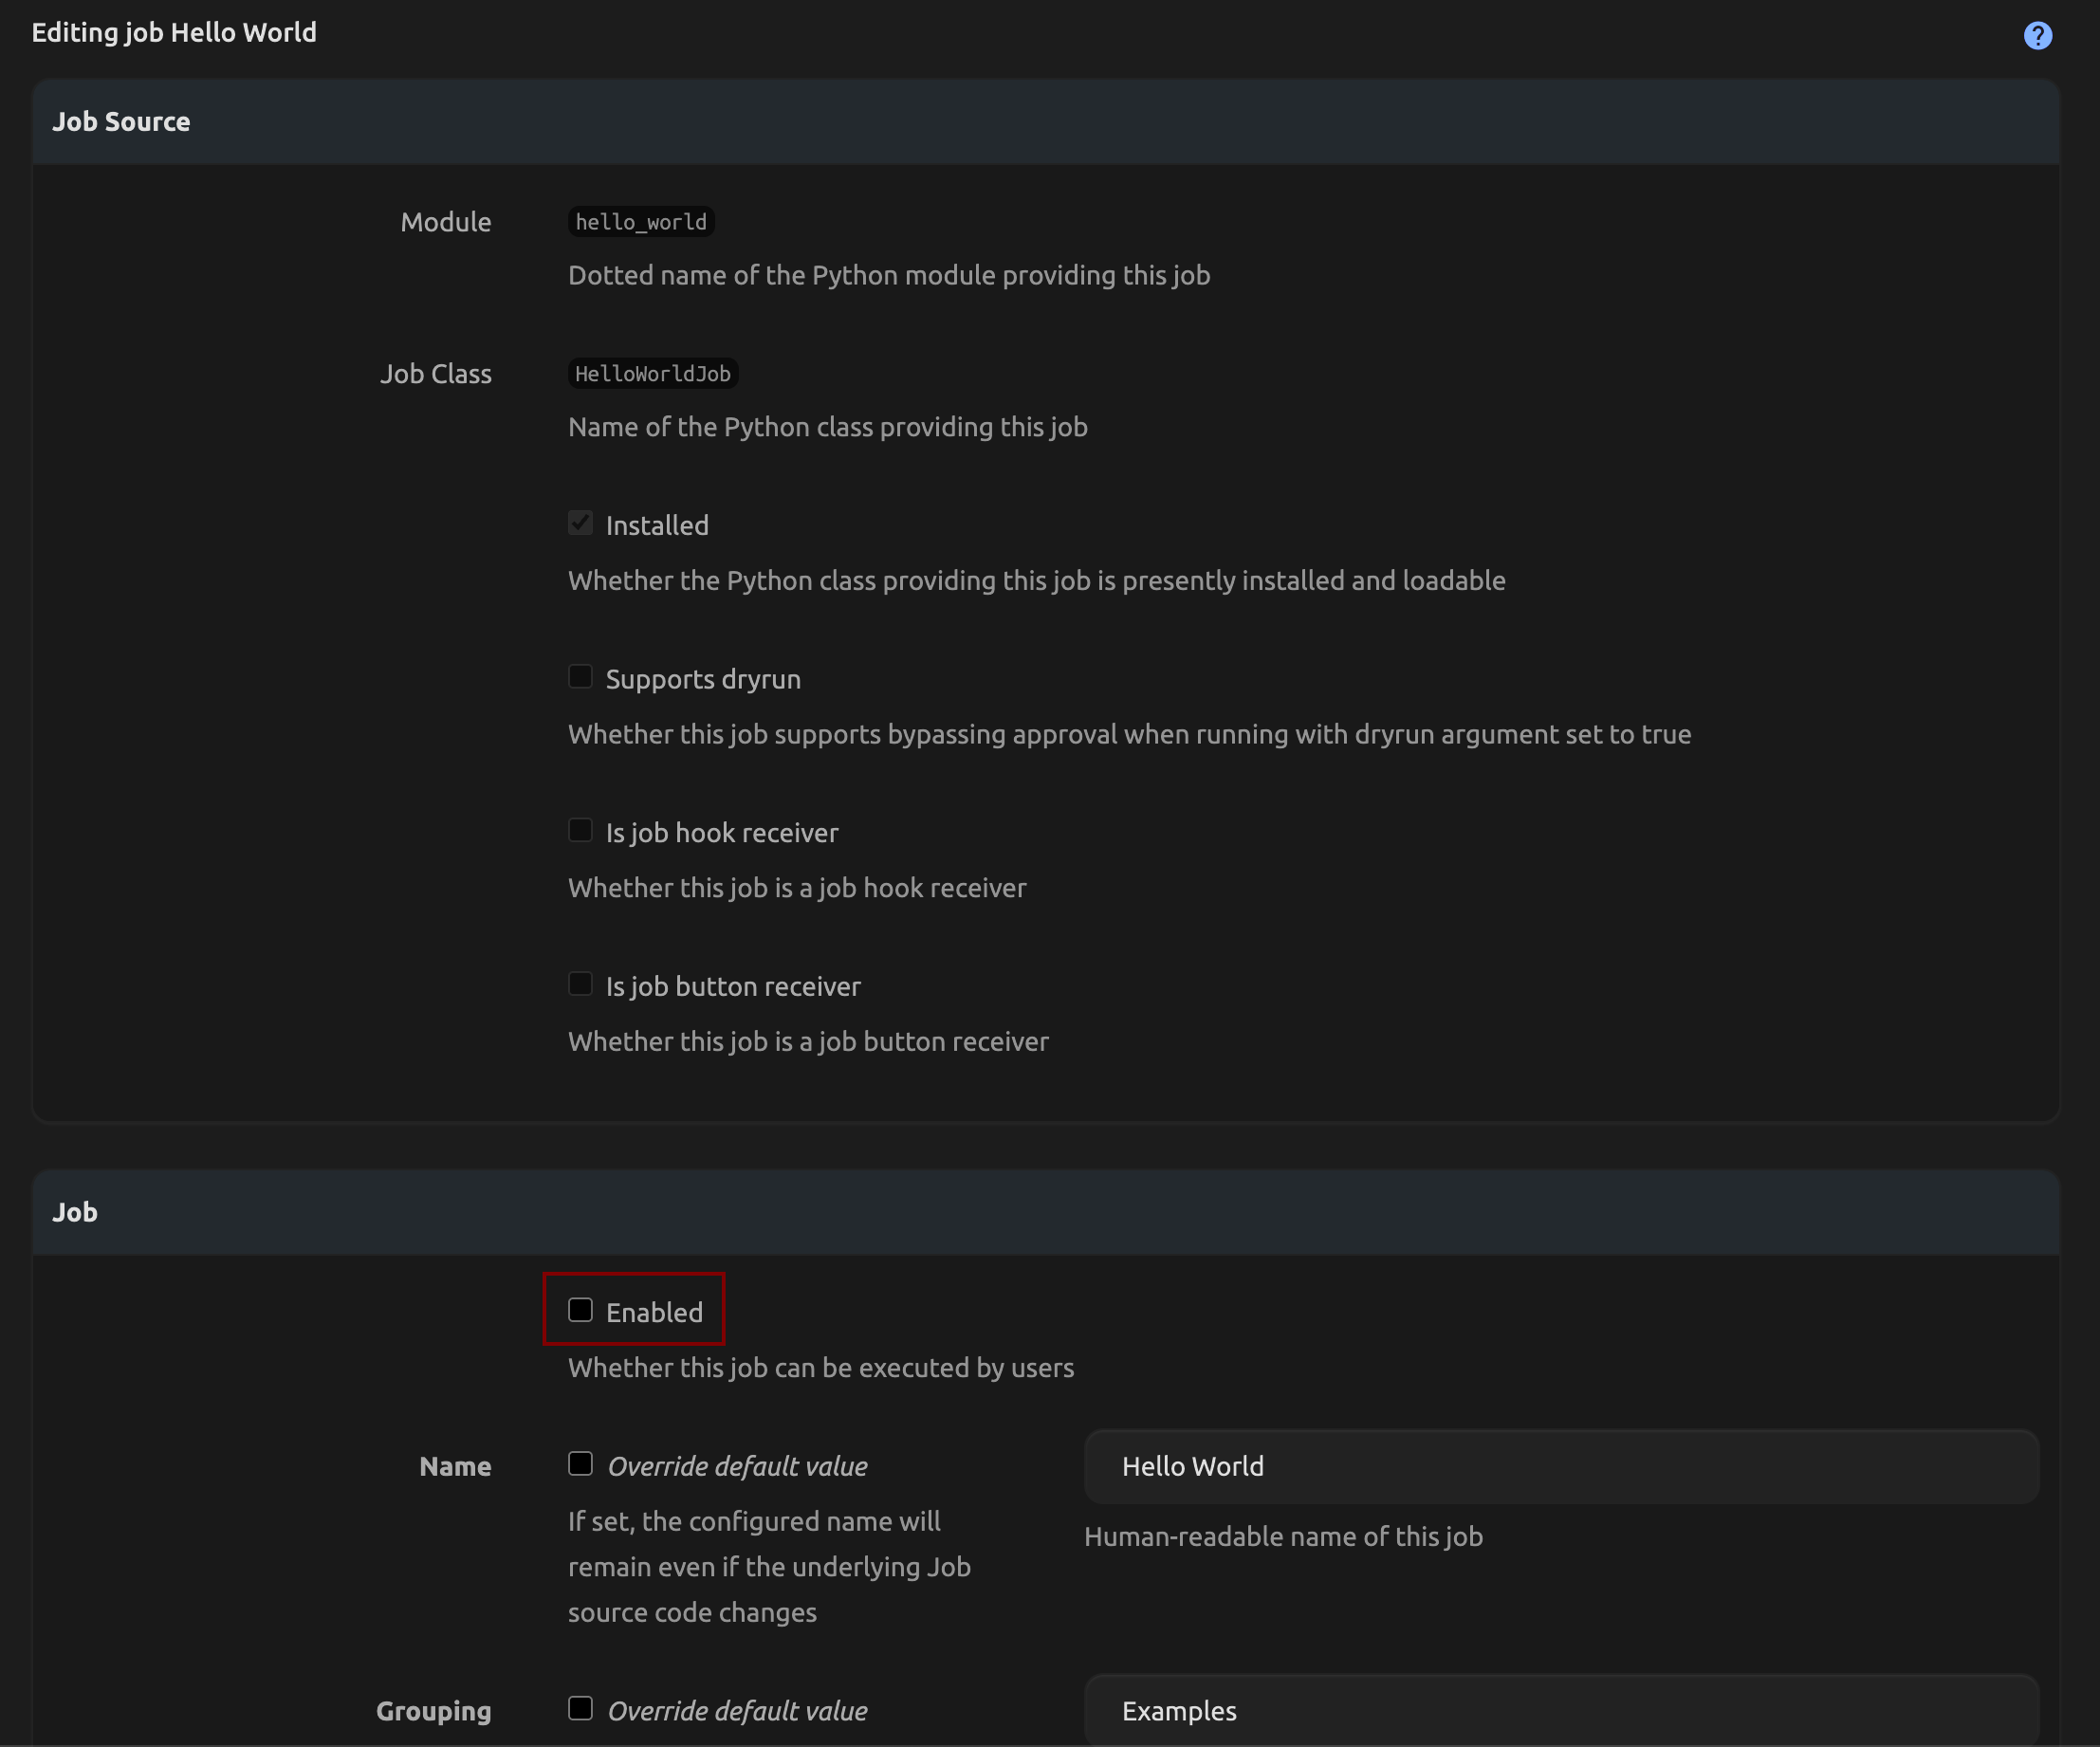 Editing job Hello World
?
Job Source
Module
hello_world
Dotted name of the Python module providing this job
Job Class
HelloWorldJob
Name of the Python class providing this job
Installed
Whether the Python class providing this job is presently installed and loadable
Supports dryrun
Whether this job supports bypassing approval when running with dryrun argument set to true
Is job hook receiver
Whether this job is a job hook receiver
Is job button receiver
Whether this job is a job button receiver
Job
Enabled
Whether this job can be executed by users
Name
Override default value
If set, the configured name will
remain even if the underlying Job
source code changes
Hello World
Human-readable name of this job
Grouping
Override default value
Examples